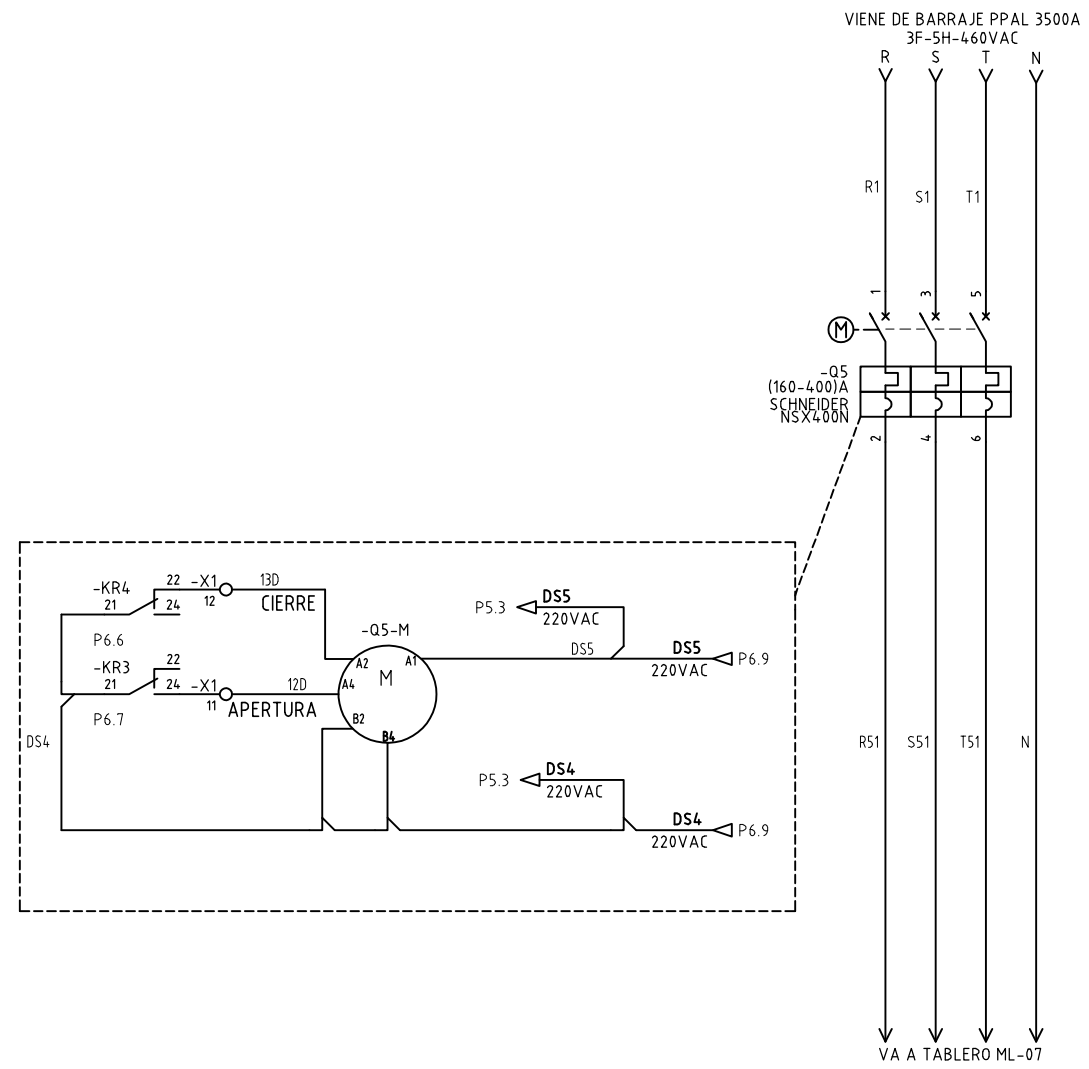 VIENE DE BARRAJE PPAL 3500A
3F-5H-460VAC
R S T N
R1
S1
T1
1 3 5
M
-Q5
(160-400)A
SCHNEIDER
NSX400N
2 4 6
-KR4
21
22
24
-X1
12
13D
CIERRE
P6.6
-KR3
21
22
24
-X1
11
12D
APERTURA
P6.7
DS4
-Q5-M
M
A2
A1
A4
B2
B4
P5.3
DS5
220VAC
DS5
DS5
220VAC
P6.9
P5.3
DS4
220VAC
DS4
220VAC
P6.9
R51 S51 T51 N
VA A TABLERO ML-07